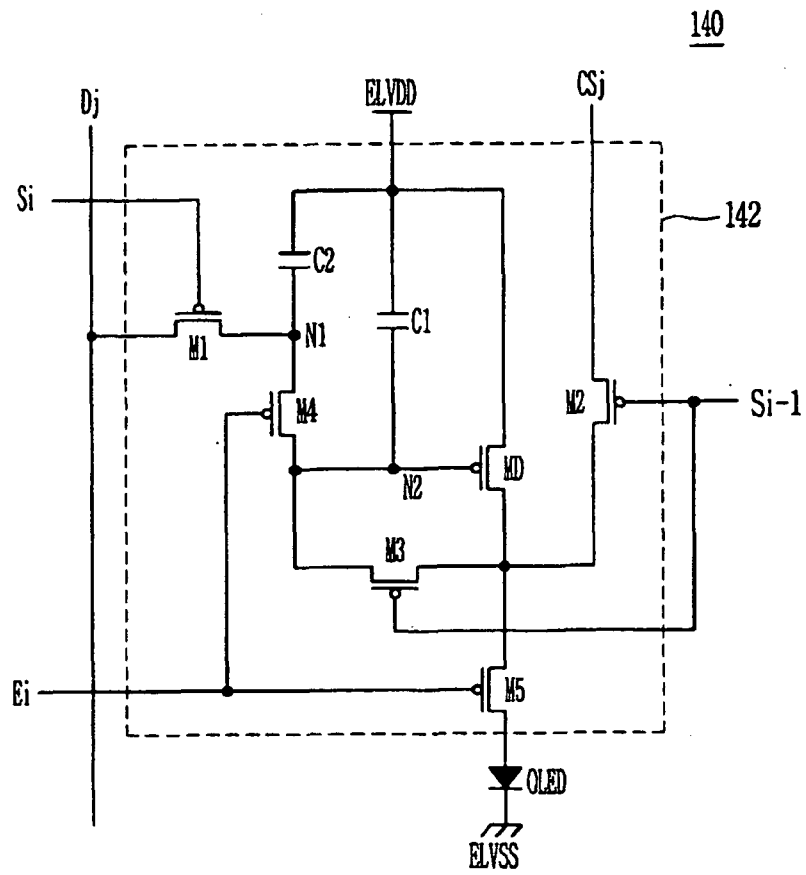 140
Dj
ELVDD
CSj
Si
142
C2
C1
N1
M1
M4
M2
Si-1
MD
N2
M3
Ei
M5
OLED
ELVSS